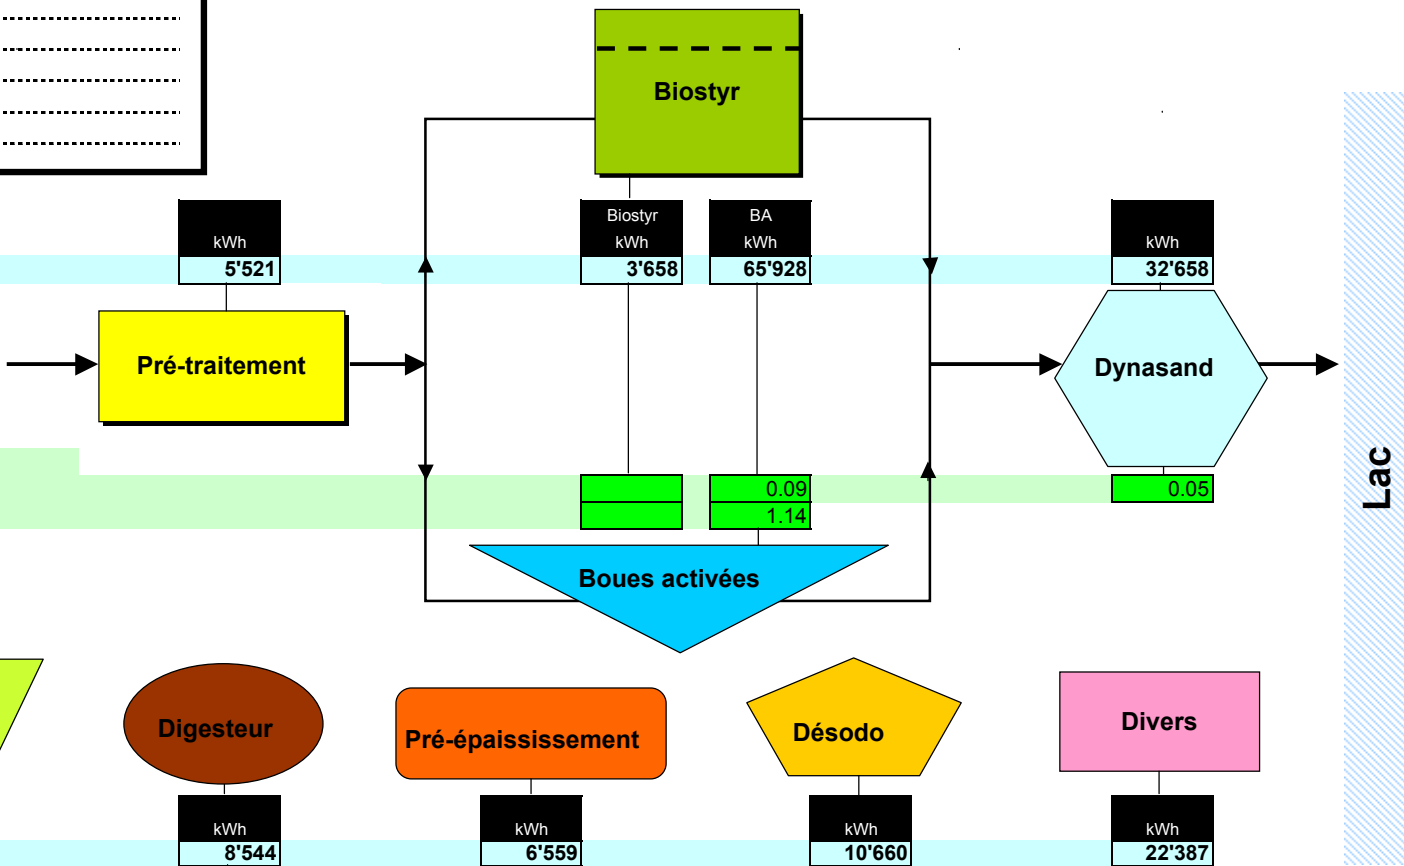 Biostyr
Biostyr
BA
kWh
kWh
kWh
kWh
5'521
3'658
65'928
32'658
Pré-traitement
Dynasand
Lac
0.09
0.05
1.14
Boues activées
Digesteur
Pré-épaississement
Désodo
Divers
kWh
kWh
kWh
kWh
8'544
6'559
10'660
22'387